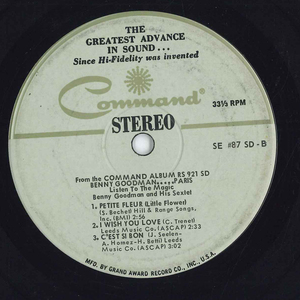 THE
GREATEST ADVANCE
IN SOUND...
Since Hi-Fidelity was invented
Command
33⅓ RPM
STEREO
SE #87 SD-B
From the COMMAND ALBUM RS 921 SD
BENNY GOODMAN.....PARIS
Listen To The Magic
Benny Goodman and His Sextet
1. PETITE FLEUR (Little Flower)
(S. Bechet) Hill & Range Songs,
Inc. (BMI) 2:56
2. I WISH YOU LOVE (C. Trenet)
Leeds Music Co. (ASCAP) 2:33
3. C'EST SI BON (J. Seelen-
A. Hornez-H. Betti) Leeds
Music Co. (ASCAP) 3:02
MFD. BY GRAND AWARD RECORD CO., INC., U.S.A.